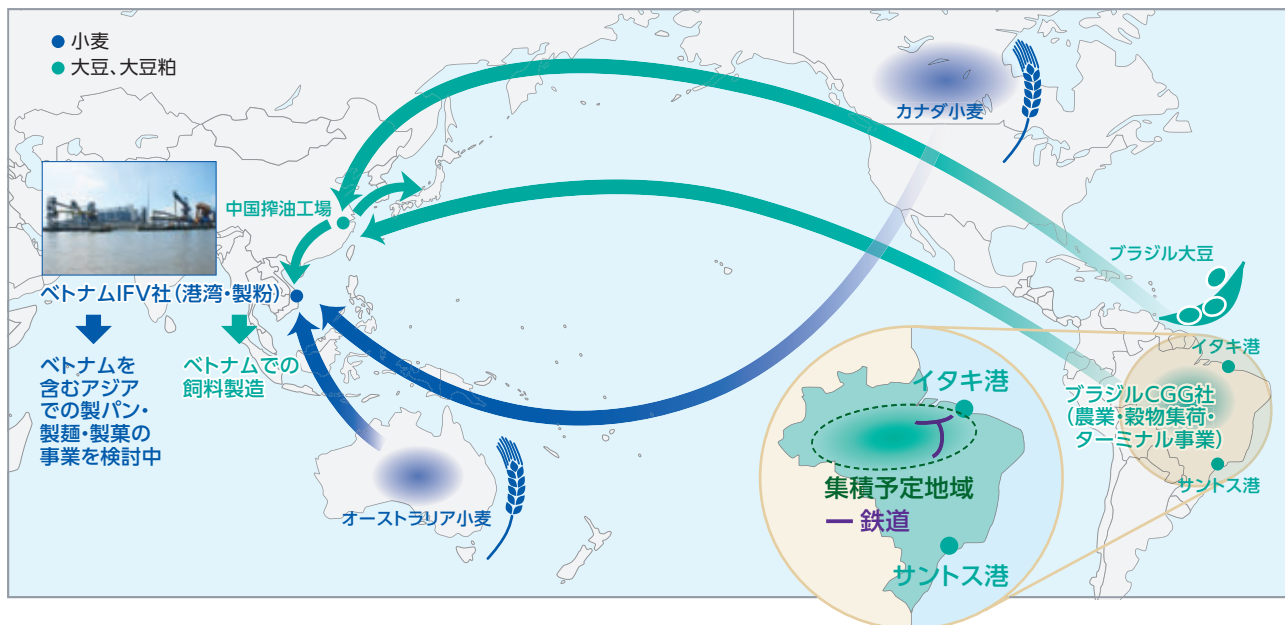 小麦
大豆、大豆粕
カナダ小麦
中国搾油工場
ブラジル大豆
ベトナムIFV社（港湾・製粉）
ベトナムを
含むアジア
での製パン・
製麺・製菓の
事業を検討中
ベトナムでの
飼料製造
オーストラリア小麦
イタキ港
ブラジルCGG社
（農業・穀物集荷・
ターミナル事業）
サントス港
イタキ港
集積予定地域
鉄道
サントス港